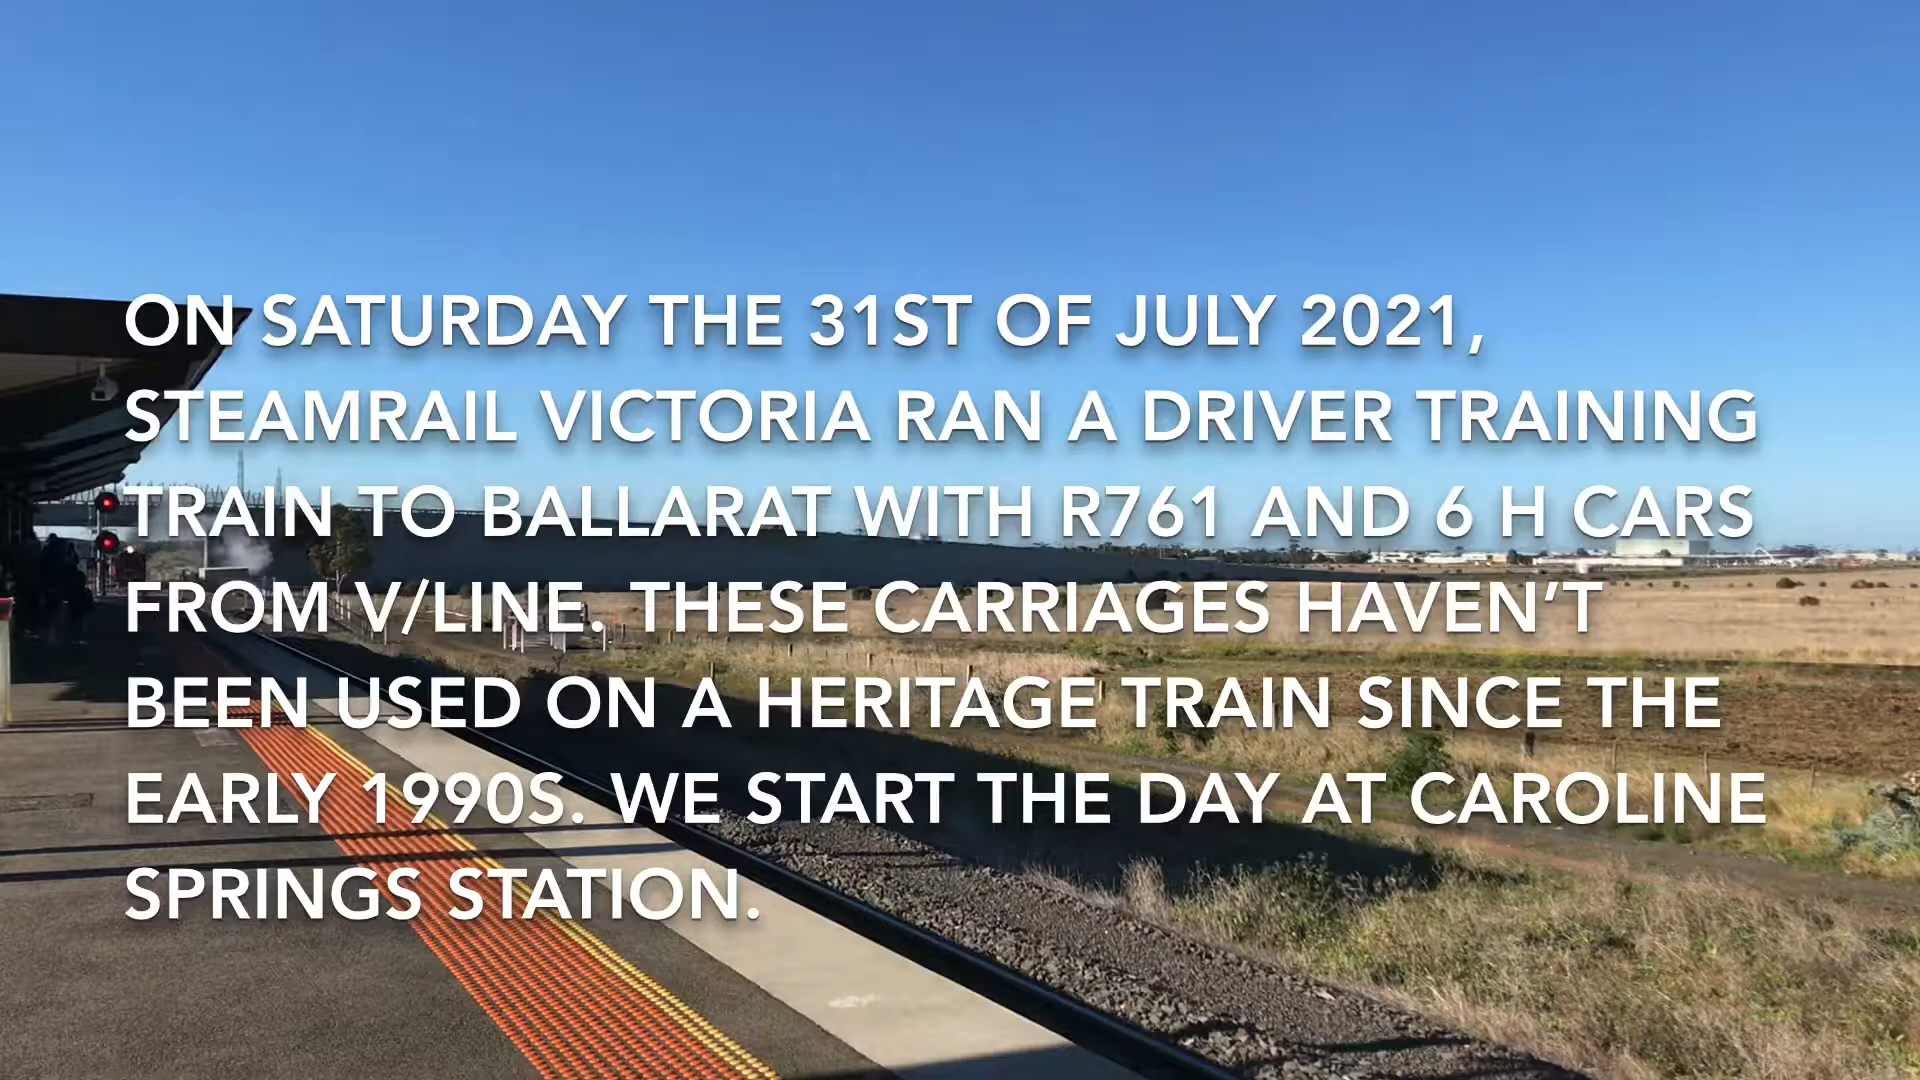 ON SATURDAY THE 31ST OF JULY 2021,
STEAMRAIL VICTORIA RAN A DRIVER TRAINING
TRAIN TO BALLARAT WITH R761 AND 6 H CARS
FROM V/LINE. THESE CARRIAGES HAVEN’T
BEEN USED ON A HERITAGE TRAIN SINCE THE
EARLY 1990S. WE START THE DAY AT CAROLINE
SPRINGS STATION.